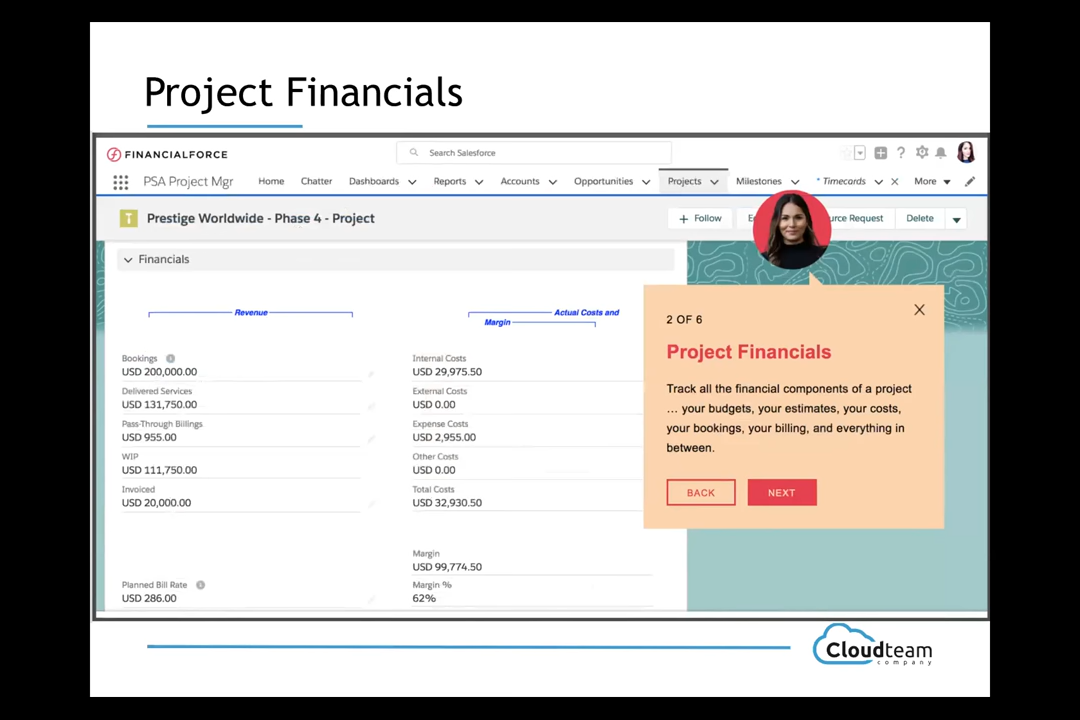 Project Financials
FINANCIALFORCE
Search Salesforce
PSA Project Mgr
Home
Chatter
Dashboards
Reports
Accounts
Opportunities
Projects
Milestones
* Timecards
More
Prestige Worldwide - Phase 4 - Project
Follow
urce Request
Delete
Financials
Revenue
Actual Costs and
Margin
Bookings
USD 200,000.00
Delivered Services
USD 131,750.00
Pass-Through Billings
USD 955.00
WIP
USD 111,750.00
Invoiced
USD 20,000.00
Planned Bill Rate
USD 286.00
Internal Costs
USD 29,975.50
External Costs
USD 0.00
Expense Costs
USD 2,955.00
Other Costs
USD 0.00
Total Costs
USD 32,930.50
Margin
USD 99,774.50
Margin %
62%
2 OF 6
Project Financials
Track all the financial components of a project
... your budgets, your estimates, your costs,
your bookings, your billing, and everything in
between.
BACK
NEXT
Cloudteam
company